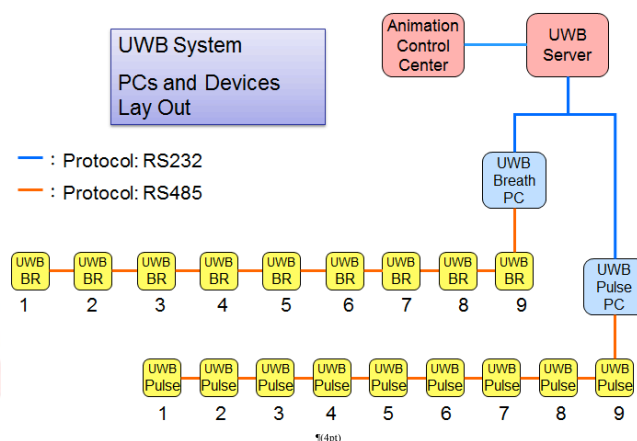 UWB System
PCs and Devices
Lay Out
Animation
Control
Center
UWB
Server
: Protocol: RS232
: Protocol: RS485
UWB
Breath
PC
UWB
BR
UWB
BR
UWB
BR
UWB
BR
UWB
BR
UWB
BR
UWB
BR
UWB
BR
UWB
BR
1 2 3 4 5 6 7 8 9
UWB
Pulse
PC
UWB
Pulse
UWB
Pulse
UWB
Pulse
UWB
Pulse
UWB
Pulse
UWB
Pulse
UWB
Pulse
UWB
Pulse
UWB
Pulse
1 2 3 4 5 6 7 8 9
¶(4pt)